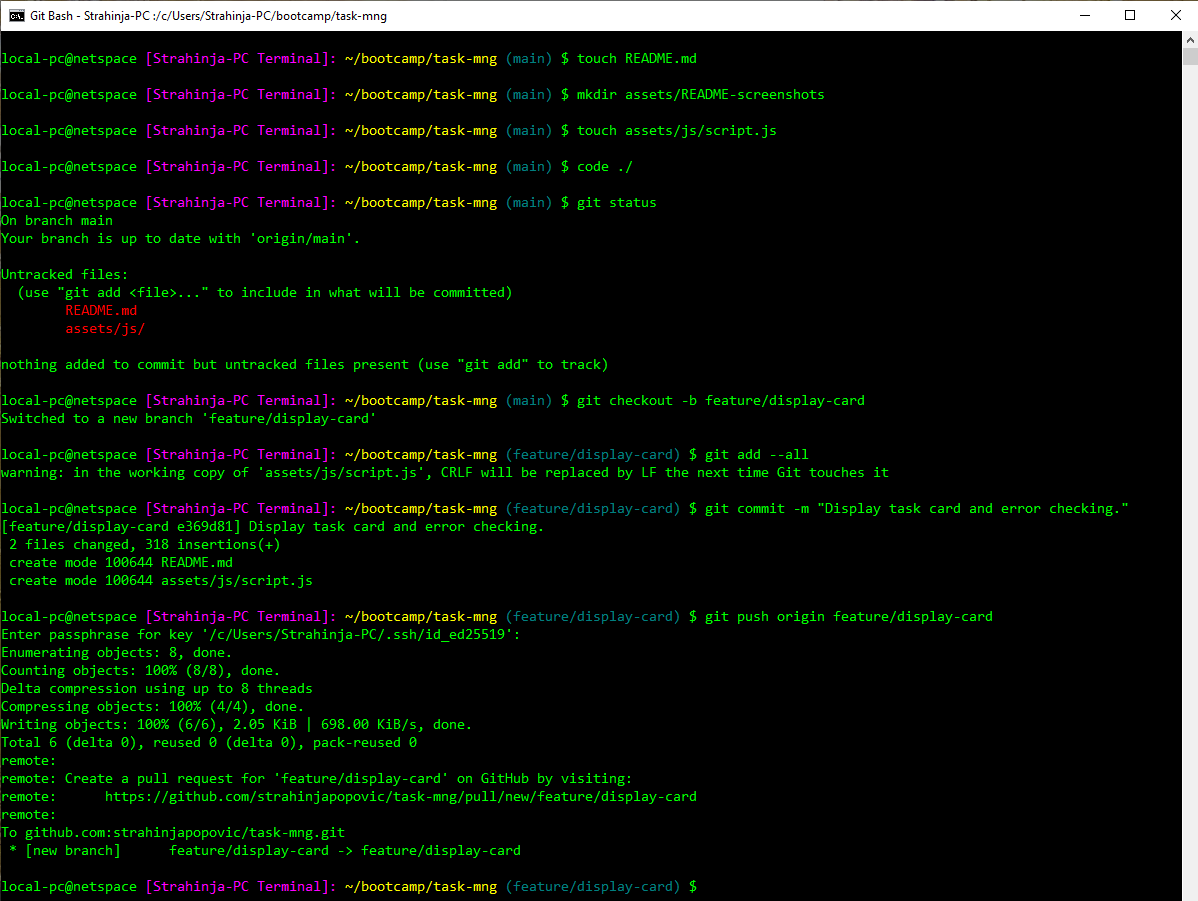 Git Bash - Strahinja-PC :/c/Users/Strahinja-PC/bootcamp/task-mng
local-pc@netspace [Strahinja-PC Terminal]: ~/bootcamp/task-mng (main) $ touch README.md
local-pc@netspace [Strahinja-PC Terminal]: ~/bootcamp/task-mng (main) $ mkdir assets/README-screenshots
local-pc@netspace [Strahinja-PC Terminal]: ~/bootcamp/task-mng (main) $ touch assets/js/script.js
local-pc@netspace [Strahinja-PC Terminal]: ~/bootcamp/task-mng (main) $ code ./
local-pc@netspace [Strahinja-PC Terminal]: ~/bootcamp/task-mng (main) $ git status
On branch main
Your branch is up to date with 'origin/main'.
Untracked files:
  (use "git add <file>..." to include in what will be committed)
        README.md
        assets/js/
nothing added to commit but untracked files present (use "git add" to track)
local-pc@netspace [Strahinja-PC Terminal]: ~/bootcamp/task-mng (main) $ git checkout -b feature/display-card
Switched to a new branch 'feature/display-card'
local-pc@netspace [Strahinja-PC Terminal]: ~/bootcamp/task-mng (feature/display-card) $ git add --all
warning: in the working copy of 'assets/js/script.js', CRLF will be replaced by LF the next time Git touches it
local-pc@netspace [Strahinja-PC Terminal]: ~/bootcamp/task-mng (feature/display-card) $ git commit -m "Display task card and error checking."
[feature/display-card e369d81] Display task card and error checking.
 2 files changed, 318 insertions(+)
 create mode 100644 README.md
 create mode 100644 assets/js/script.js
local-pc@netspace [Strahinja-PC Terminal]: ~/bootcamp/task-mng (feature/display-card) $ git push origin feature/display-card
Enter passphrase for key '/c/Users/Strahinja-PC/.ssh/id_ed25519':
Enumerating objects: 8, done.
Counting objects: 100% (8/8), done.
Delta compression using up to 8 threads
Compressing objects: 100% (4/4), done.
Writing objects: 100% (6/6), 2.05 KiB | 698.00 KiB/s, done.
Total 6 (delta 0), reused 0 (delta 0), pack-reused 0
remote:
remote: Create a pull request for 'feature/display-card' on GitHub by visiting:
remote:      https://github.com/strahinjapopovic/task-mng/pull/new/feature/display-card
remote:
To github.com:strahinjapopovic/task-mng.git
 * [new branch]      feature/display-card -> feature/display-card
local-pc@netspace [Strahinja-PC Terminal]: ~/bootcamp/task-mng (feature/display-card) $